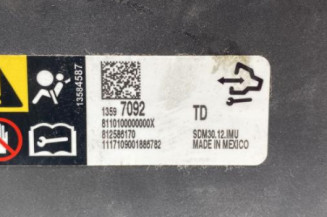 13584587
1359 7092
TD
8110100000000X
812586170
SDM30.12.IMU
1117109001886782
MADE IN MEXICO